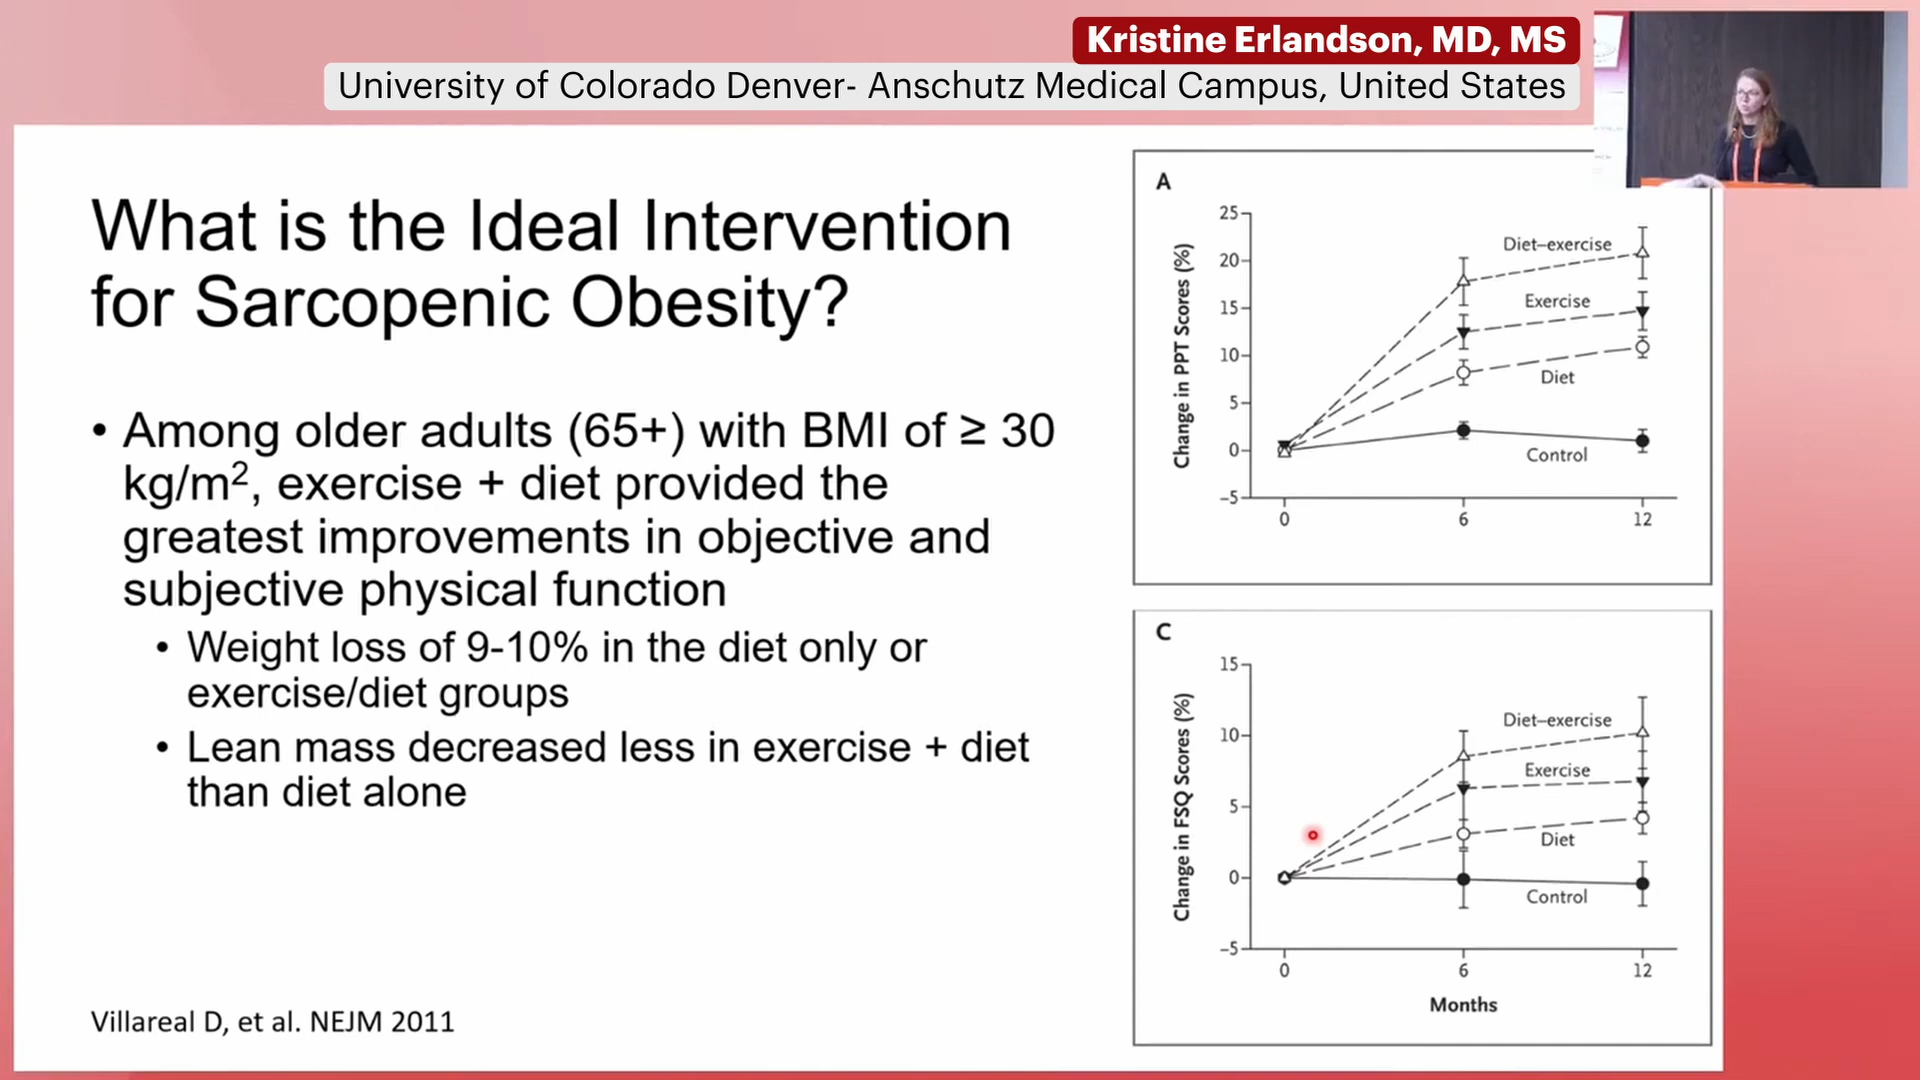 Kristine Erlandson, MD, MS
University of Colorado Denver- Anschutz Medical Campus, United States
What is the Ideal Intervention
for Sarcopenic Obesity?
• Among older adults (65+) with BMI of ≥ 30
kg/m², exercise + diet provided the
greatest improvements in objective and
subjective physical function
• Weight loss of 9-10% in the diet only or
exercise/diet groups
• Lean mass decreased less in exercise + diet
than diet alone
Villareal D, et al. NEJM 2011
A
Change in PPT Scores (%)
25
20
15
10
5
0
-5
Diet–exercise
Exercise
Diet
Control
0 6 12
C
Change in FSQ Scores (%)
15
10
5
0
-5
Diet–exercise
Exercise
Diet
Control
0 6 12
Months